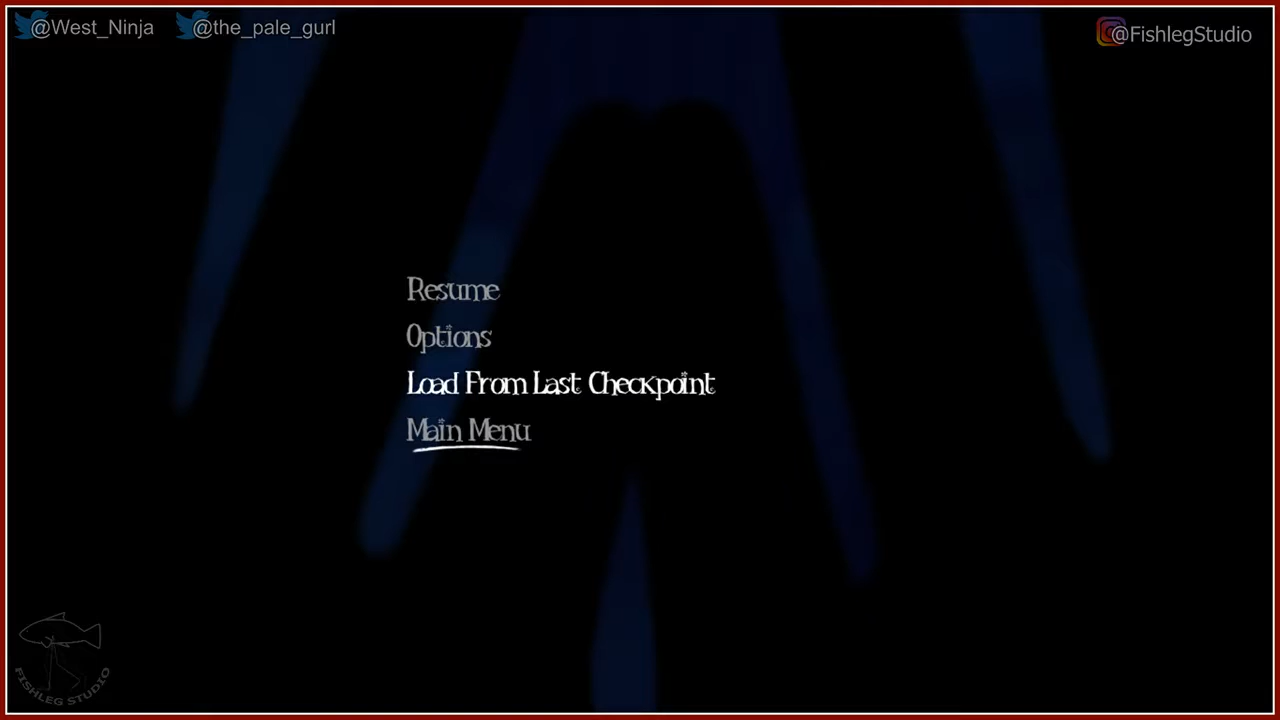 @West_Ninja @the_pale_gurl @FishlegStudio
Resume
Options
Load From Last Checkpoint
Main Menu
FISHLEG STUDIO